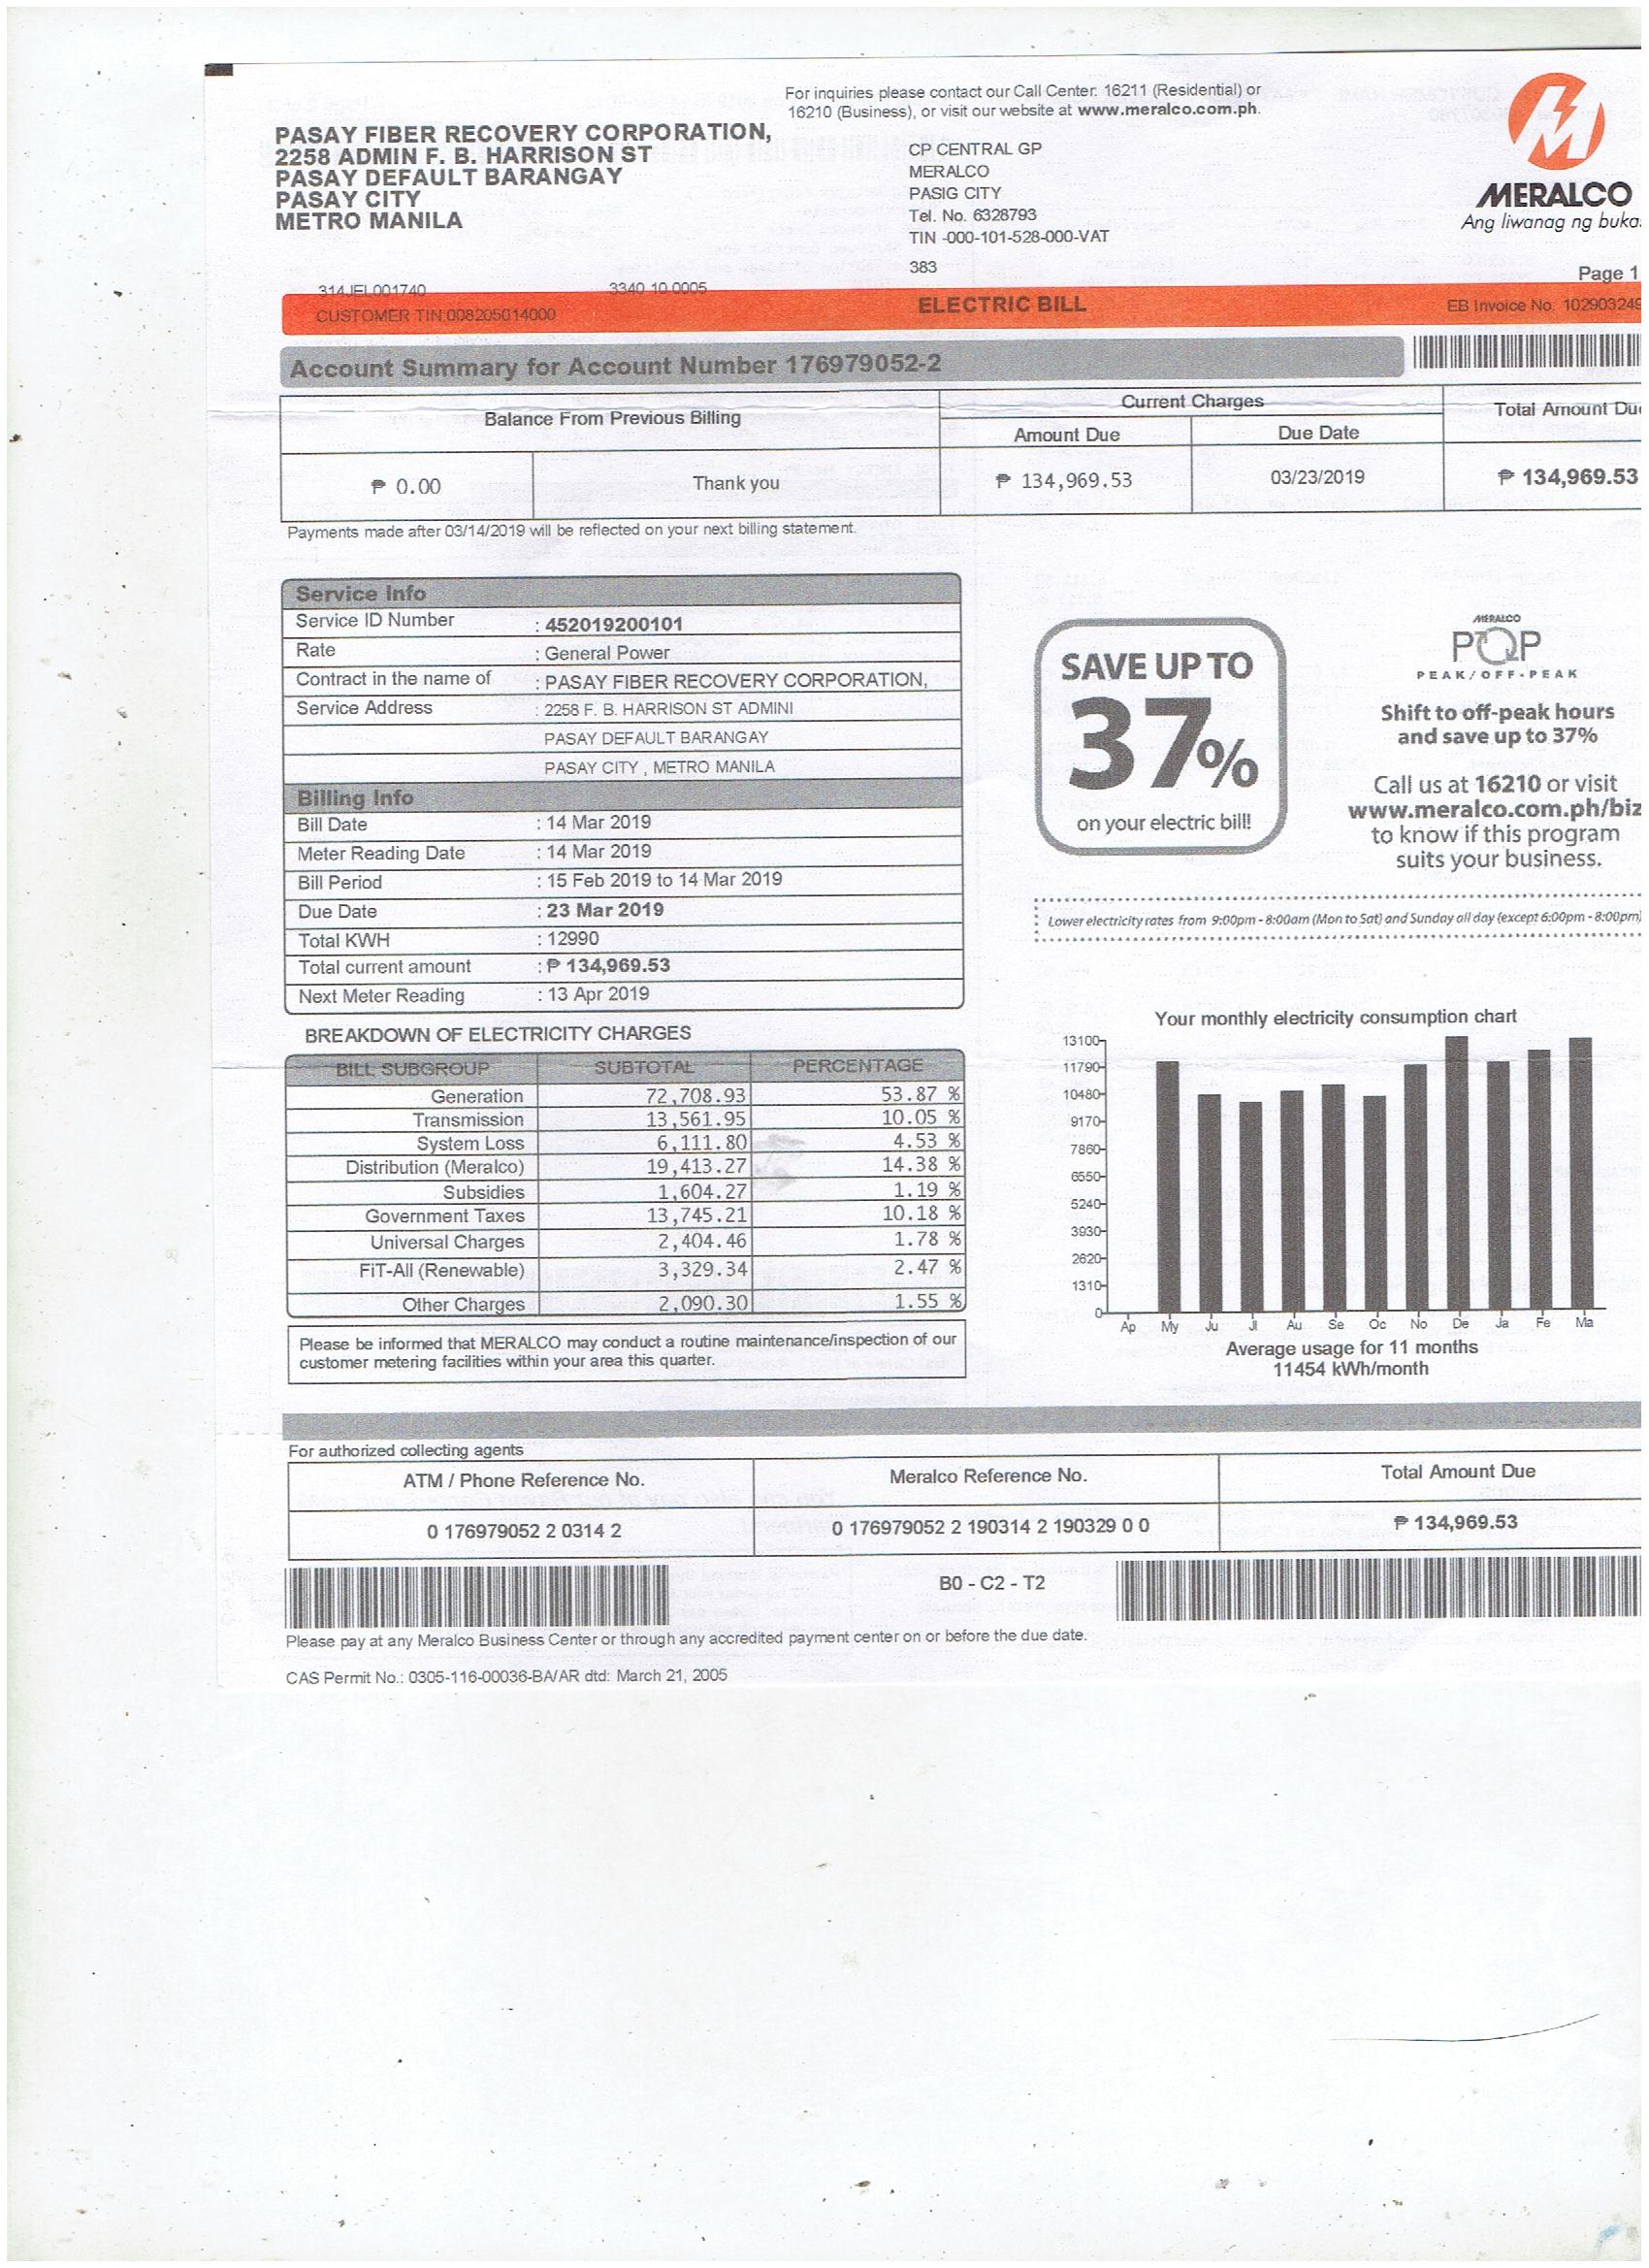 For inquiries please contact our Call Center: 16211 (Residential) or
16210 (Business), or visit our website at www.meralco.com.ph.
PASAY FIBER RECOVERY CORPORATION,
2258 ADMIN F. B. HARRISON ST
PASAY DEFAULT BARANGAY
PASAY CITY
METRO MANILA
CP CENTRAL GP
MERALCO
PASIG CITY
Tel. No. 6328793
TIN -000-101-528-000-VAT
383
MERALCO
Ang liwanag ng buka
Page 1
314JEL001740 3340 10 0005
CUSTOMER TIN:008205014000 ELECTRIC BILL EB Invoice No. 102903249
Account Summary for Account Number 176979052-2
Balance From Previous Billing Current Charges Total Amount Du
Amount Due Due Date
₱ 0.00 Thank you ₱ 134,969.53 03/23/2019 ₱ 134,969.53
Payments made after 03/14/2019 will be reflected on your next billing statement.
Service Info
Service ID Number : 452019200101
Rate : General Power
Contract in the name of : PASAY FIBER RECOVERY CORPORATION,
Service Address : 2258 F. B. HARRISON ST ADMINI
PASAY DEFAULT BARANGAY
PASAY CITY , METRO MANILA
Billing Info
Bill Date : 14 Mar 2019
Meter Reading Date : 14 Mar 2019
Bill Period : 15 Feb 2019 to 14 Mar 2019
Due Date : 23 Mar 2019
Total KWH : 12990
Total current amount : ₱ 134,969.53
Next Meter Reading : 13 Apr 2019
SAVE UP TO
37%
on your electric bill!
MERALCO
POP
PEAK/OFF-PEAK
Shift to off-peak hours
and save up to 37%
Call us at 16210 or visit
www.meralco.com.ph/biz
to know if this program
suits your business.
Lower electricity rates from 9:00pm - 8:00am (Mon to Sat) and Sunday all day (except 6:00pm - 8:00pm)
BREAKDOWN OF ELECTRICITY CHARGES
BILL SUBGROUP SUBTOTAL PERCENTAGE
Generation 72,708.93 53.87 %
Transmission 13,561.95 10.05 %
System Loss 6,111.80 4.53 %
Distribution (Meralco) 19,413.27 14.38 %
Subsidies 1,604.27 1.19 %
Government Taxes 13,745.21 10.18 %
Universal Charges 2,404.46 1.78 %
FiT-All (Renewable) 3,329.34 2.47 %
Other Charges 2,090.30 1.55 %
Please be informed that MERALCO may conduct a routine maintenance/inspection of our
customer metering facilities within your area this quarter.
Your monthly electricity consumption chart
13100
11790
10480
9170
7860
6550
5240
3930
2620
1310
0
Ap My Ju Jl Au Se Oc No De Ja Fe Ma
Average usage for 11 months
11454 kWh/month
For authorized collecting agents
ATM / Phone Reference No. Meralco Reference No. Total Amount Due
0 176979052 2 0314 2 0 176979052 2 190314 2 190329 0 0 ₱ 134,969.53
B0 - C2 - T2
Please pay at any Meralco Business Center or through any accredited payment center on or before the due date.
CAS Permit No.: 0305-116-00036-BA/AR dtd: March 21, 2005